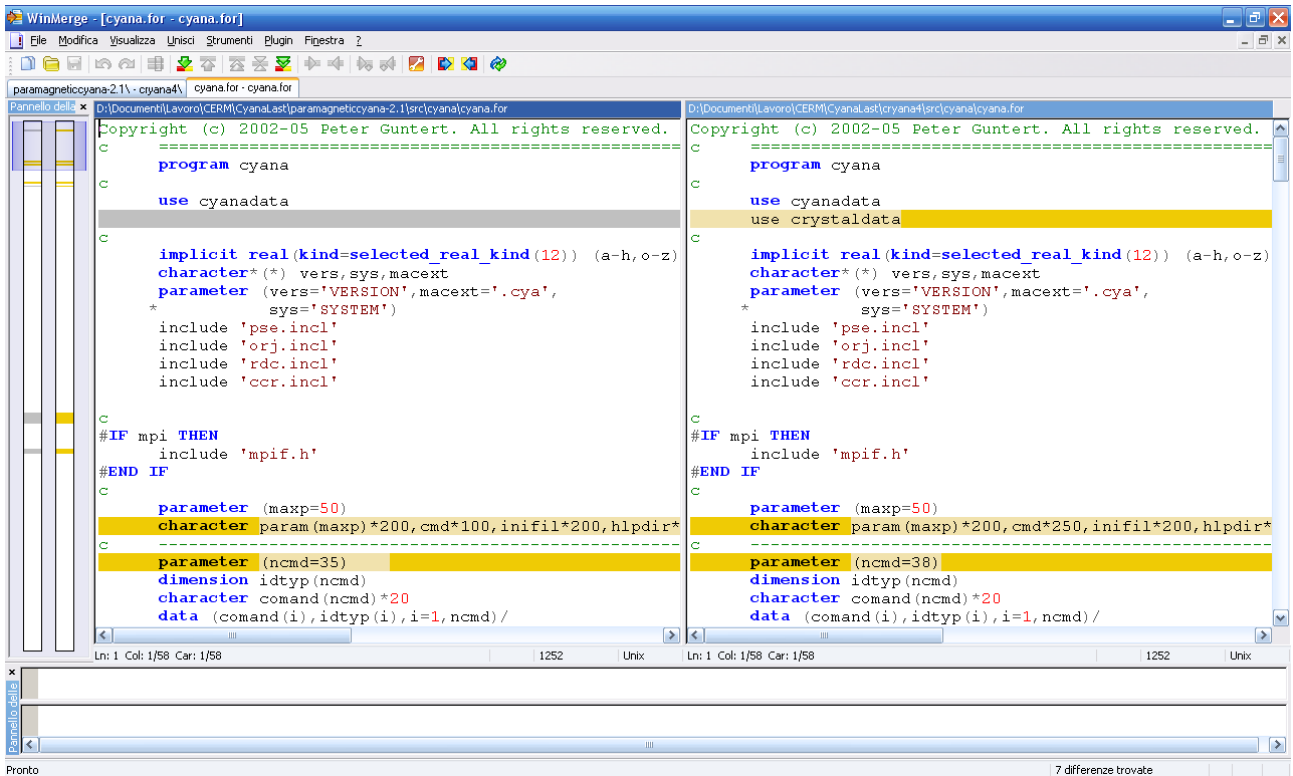 WinMerge - [cyana.for - cyana.for]
File Modifica Visualizza Unisci Strumenti Plugin Finestra ?
paramagneticcyana-2.1\ - cryana4\ cyana.for - cyana.for
Pannello della
D:\Documenti\Lavoro\CERM\CyanaLast\paramagneticcyana-2.1\src\cyana\cyana.for
Copyright (c) 2002-05 Peter Guntert. All rights reserved.
c ====================================================
program cyana
c
use cyanadata
c
implicit real(kind=selected_real_kind(12)) (a-h,o-z)
character*(*) vers,sys,macext
parameter (vers='VERSION',macext='.cya',
* sys='SYSTEM')
include 'pse.incl'
include 'orj.incl'
include 'rdc.incl'
include 'ccr.incl'
c
#IF mpi THEN
include 'mpif.h'
#END IF
c
parameter (maxp=50)
character param(maxp)*200,cmd*100,inifil*200,hlpdir*
c ----------------------------------------------------
parameter (ncmd=35)
dimension idtyp(ncmd)
character comand(ncmd)*20
data (comand(i),idtyp(i),i=1,ncmd)/
Ln: 1 Col: 1/58 Car: 1/58 1252 Unix
D:\Documenti\Lavoro\CERM\CyanaLast\cryana4\src\cyana\cyana.for
Copyright (c) 2002-05 Peter Guntert. All rights reserved.
c ====================================================
program cyana
c
use cyanadata
use crystaldata
c
implicit real(kind=selected_real_kind(12)) (a-h,o-z)
character*(*) vers,sys,macext
parameter (vers='VERSION',macext='.cya',
* sys='SYSTEM')
include 'pse.incl'
include 'orj.incl'
include 'rdc.incl'
include 'ccr.incl'
c
#IF mpi THEN
include 'mpif.h'
#END IF
c
parameter (maxp=50)
character param(maxp)*200,cmd*250,inifil*200,hlpdir*
c ----------------------------------------------------
parameter (ncmd=38)
dimension idtyp(ncmd)
character comand(ncmd)*20
data (comand(i),idtyp(i),i=1,ncmd)/
Ln: 1 Col: 1/58 Car: 1/58 1252 Unix
Pannello delle
Pronto 7 differenze trovate